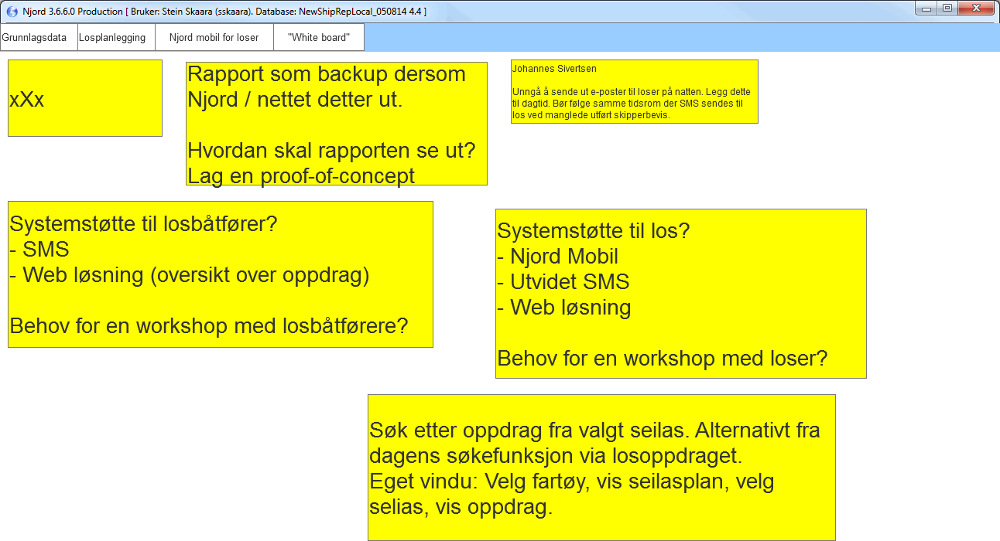 Njord 3.6.6.0 Production [ Bruker: Stein Skaara (sskaara). Database: NewShipRepLocal_050814 4.4 ]
Grunnlagsdata
Losplanlegging
Njord mobil for loser
"White board"
xXx
Rapport som backup dersom
Njord / nettet detter ut.
Hvordan skal rapporten se ut?
Lag en proof-of-concept
Johannes Sivertsen
Unngå å sende ut e-poster til loser på natten. Legg dette
til dagtid. Bør følge samme tidsrom der SMS sendes til
los ved manglede utført skipperbevis.
Systemstøtte til losbåtfører?
- SMS
- Web løsning (oversikt over oppdrag)
Behov for en workshop med losbåtførere?
Systemstøtte til los?
- Njord Mobil
- Utvidet SMS
- Web løsning
Behov for en workshop med loser?
Søk etter oppdrag fra valgt seilas. Alternativt fra
dagens søkefunksjon via losoppdraget.
Eget vindu: Velg fartøy, vis seilasplan, velg
selias, vis oppdrag.